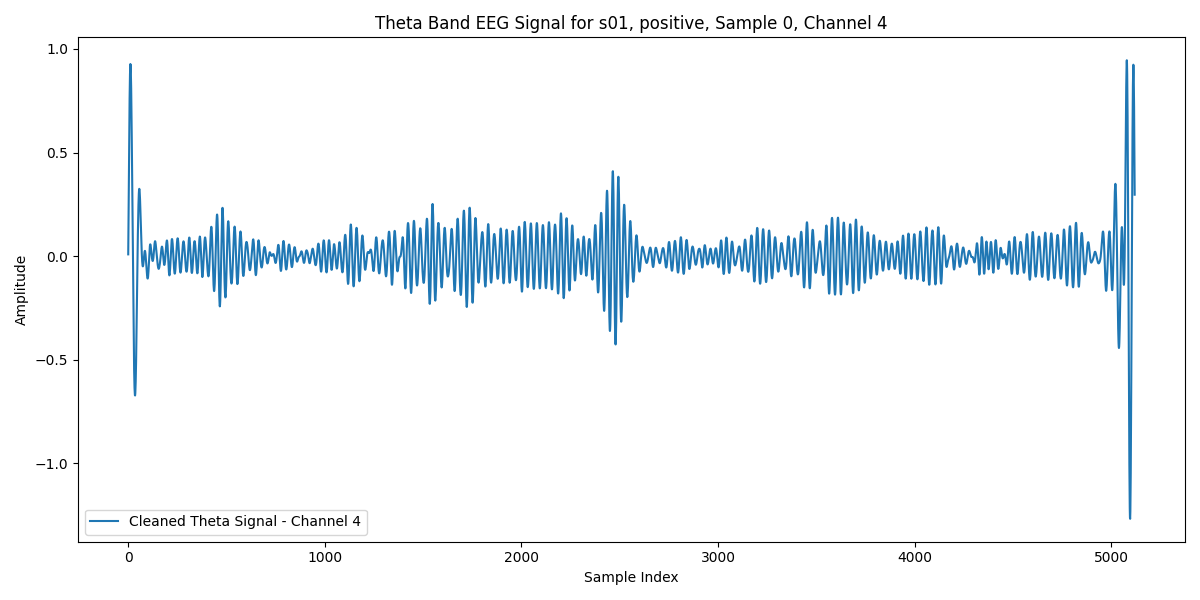 Theta Band EEG Signal for s01, positive, Sample 0, Channel 4
1.0
0.5
0.0
−0.5
−1.0
Amplitude
Cleaned Theta Signal - Channel 4
0 1000 2000 3000 4000 5000
Sample Index